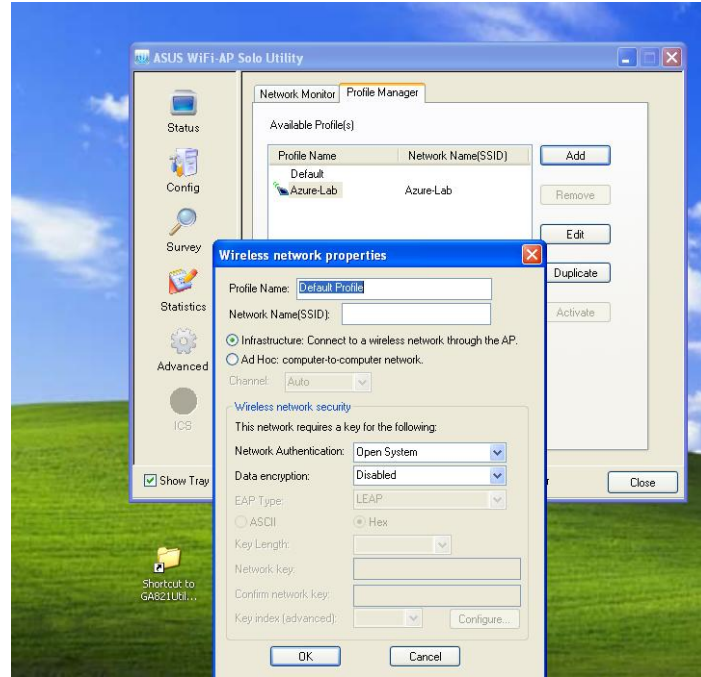 ASUS WiFi-AP Solo Utility
Network Monitor Profile Manager
Status
Config
Survey
Statistics
Advanced
ICS
Available Profile(s)
Profile Name Network Name(SSID)
Default
Azure-Lab Azure-Lab
Add
Remove
Edit
Duplicate
Activate
Wireless network properties
Profile Name: Default Profile
Network Name(SSID):
Infrastructure: Connect to a wireless network through the AP.
Ad Hoc: computer-to-computer network.
Channel: Auto
Wireless network security
This network requires a key for the following:
Network Authentication: Open System
Data encryption: Disabled
EAP Type: LEAP
ASCII Hex
Key Length:
Network key:
Confirm network key:
Key index (advanced): Configure...
OK Cancel
Show Tray
Close
Shortcut to
GA821Util...